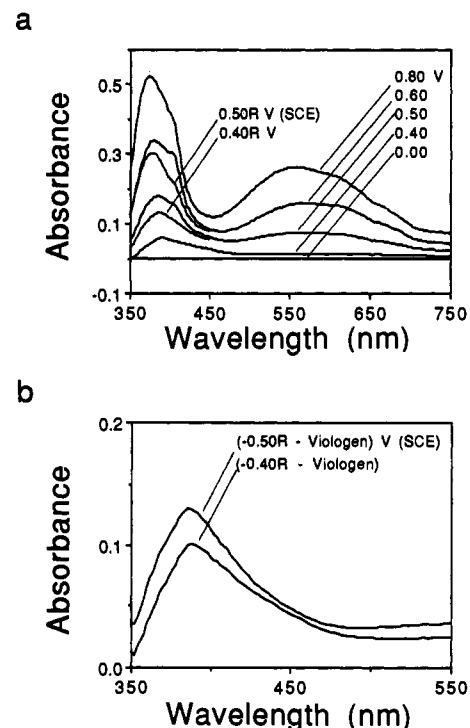 a
Absorbance
0.5
0.3
0.1
-0.1
0.50R V (SCE)
0.40R V
0.80 V
0.60
0.50
0.40
0.00
350 450 550 650 750
Wavelength (nm)
b
Absorbance
0.2
0.1
0.0
(-0.50R - Viologen) V (SCE)
(-0.40R - Viologen)
350 450 550
Wavelength (nm)